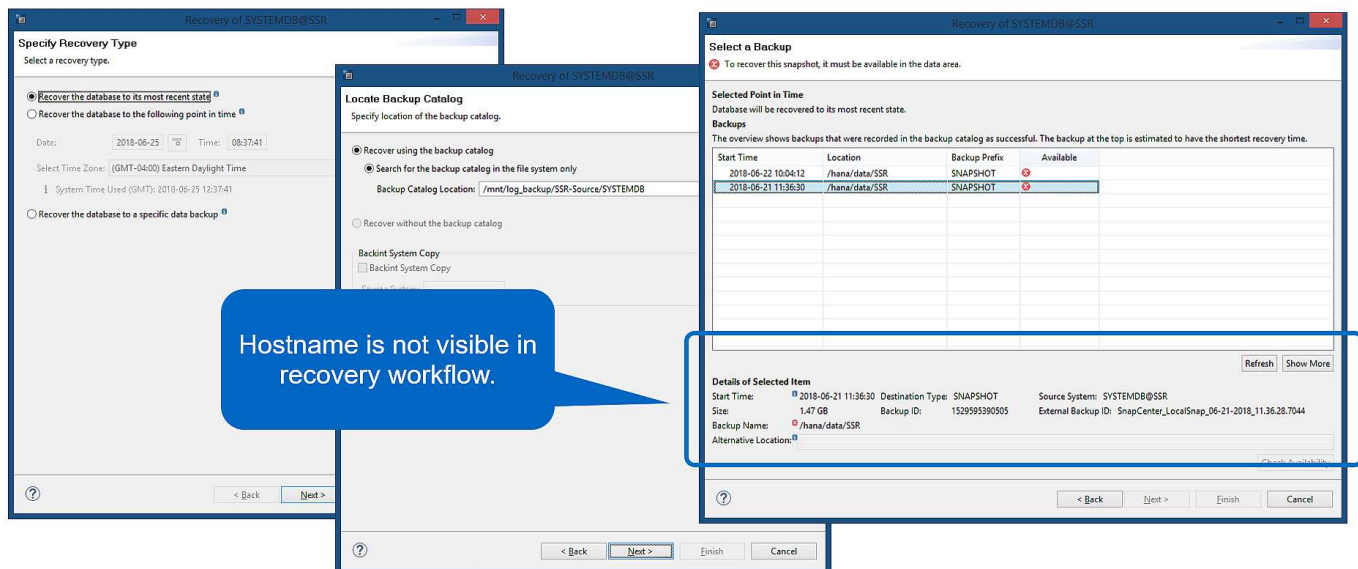 Recovery of SYSTEMDB@SSR
Specify Recovery Type
Select a recovery type.
Recover the database to its most recent state
Recover the database to the following point in time
Date: 2018-06-25 Time: 08:37:41
Select Time Zone: (GMT-04:00) Eastern Daylight Time
System Time Used (GMT): 2018-06-25 12:37:41
Recover the database to a specific data backup
< Back Next >
Recovery of SYSTEMDB@SSR
Locate Backup Catalog
Specify location of the backup catalog.
Recover using the backup catalog
Search for the backup catalog in the file system only
Backup Catalog Location: /mnt/log_backup/SSR-Source/SYSTEMDB
Recover without the backup catalog
Backint System Copy
Backint System Copy
< Back Next > Finish Cancel
Hostname is not visible in
recovery workflow.
Recovery of SYSTEMDB@SSR
Select a Backup
To recover this snapshot, it must be available in the data area.
Selected Point in Time
Database will be recovered to its most recent state.
Backups
The overview shows backups that were recorded in the backup catalog as successful. The backup at the top is estimated to have the shortest recovery time.
Start Time Location Backup Prefix Available
2018-06-22 10:04:12 /hana/data/SSR SNAPSHOT
2018-06-21 11:36:30 /hana/data/SSR SNAPSHOT
Refresh Show More
Details of Selected Item
Start Time: 2018-06-21 11:36:30 Destination Type: SNAPSHOT Source System: SYSTEMDB@SSR
Size: 1.47 GB Backup ID: 1529595390505 External Backup ID: SnapCenter_LocalSnap_06-21-2018_11.36.28.7044
Backup Name: /hana/data/SSR
Alternative Location:
Check Availability
< Back Next > Finish Cancel